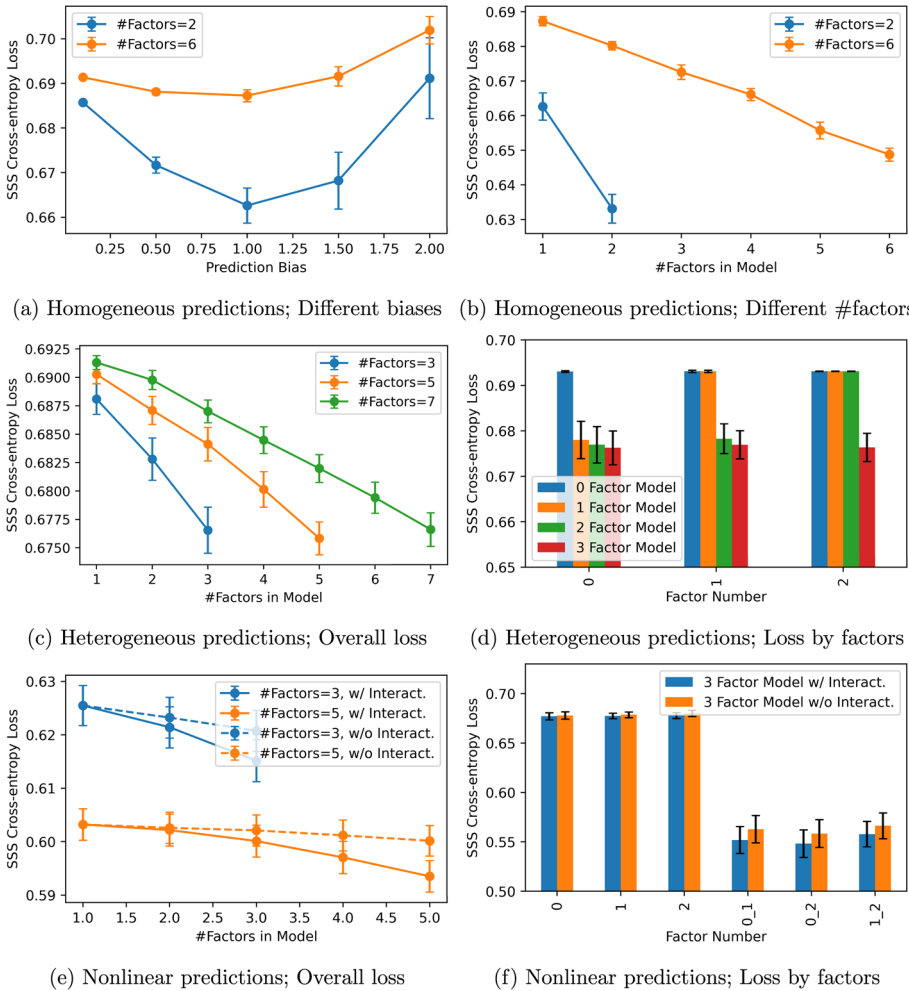 SSS Cross-entropy Loss
0.70
0.69
0.68
0.67
0.66
#Factors=2
#Factors=6
0.25 0.50 0.75 1.00 1.25 1.50 1.75 2.00
Prediction Bias
(a) Homogeneous predictions; Different biases
SSS Cross-entropy Loss
0.69
0.68
0.67
0.66
0.65
0.64
0.63
#Factors=2
#Factors=6
1 2 3 4 5 6
#Factors in Model
(b) Homogeneous predictions; Different #factors
SSS Cross-entropy Loss
0.6925
0.6900
0.6875
0.6850
0.6825
0.6800
0.6775
0.6750
#Factors=3
#Factors=5
#Factors=7
1 2 3 4 5 6 7
#Factors in Model
(c) Heterogeneous predictions; Overall loss
SSS Cross-entropy Loss
0.70
0.69
0.68
0.67
0.66
0.65
0 Factor Model
1 Factor Model
2 Factor Model
3 Factor Model
0 1 2
Factor Number
(d) Heterogeneous predictions; Loss by factors
SSS Cross-entropy Loss
0.63
0.62
0.61
0.60
0.59
#Factors=3, w/ Interact.
#Factors=5, w/ Interact.
#Factors=3, w/o Interact.
#Factors=5, w/o Interact.
1.0 1.5 2.0 2.5 3.0 3.5 4.0 4.5 5.0
#Factors in Model
(e) Nonlinear predictions; Overall loss
SSS Cross-entropy Loss
0.70
0.65
0.60
0.55
0.50
3 Factor Model w/ Interact.
3 Factor Model w/o Interact.
0 1 2 0_1 0_2 1_2
Factor Number
(f) Nonlinear predictions; Loss by factors